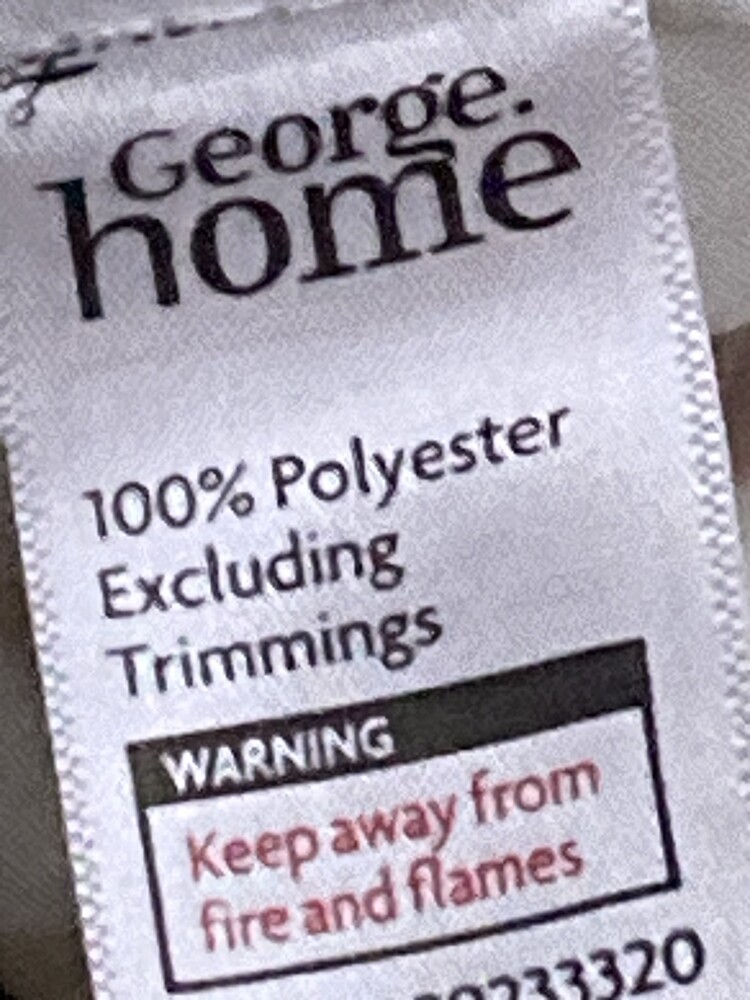 George.
home
100% Polyester
Excluding
Trimmings
WARNING
Keep away from
fire and flames